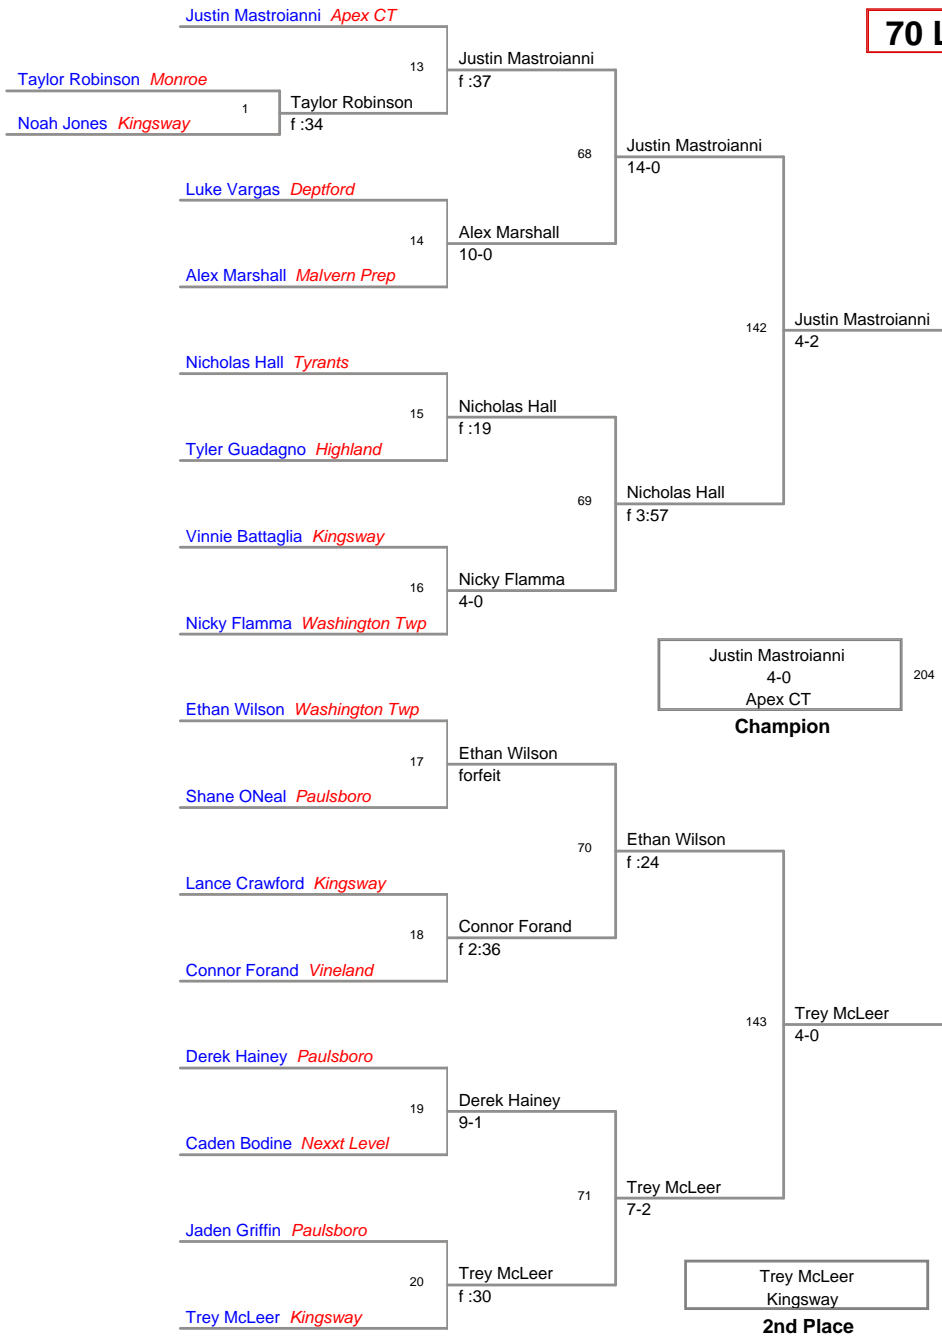 Justin Mastroianni Apex CT
70 L
13
Justin Mastroianni
f :37
Taylor Robinson Monroe
1
Taylor Robinson
f :34
Noah Jones Kingsway
68
Justin Mastroianni
14-0
Luke Vargas Deptford
14
Alex Marshall
10-0
Alex Marshall Malvern Prep
142
Justin Mastroianni
4-2
Nicholas Hall Tyrants
15
Nicholas Hall
f :19
Tyler Guadagno Highland
69
Nicholas Hall
f 3:57
Vinnie Battaglia Kingsway
16
Nicky Flamma
4-0
Nicky Flamma Washington Twp
Justin Mastroianni
4-0
Apex CT
204
Champion
Ethan Wilson Washington Twp
17
Ethan Wilson
forfeit
Shane ONeal Paulsboro
70
Ethan Wilson
f :24
Lance Crawford Kingsway
18
Connor Forand
f 2:36
Connor Forand Vineland
143
Trey McLeer
4-0
Derek Hainey Paulsboro
19
Derek Hainey
9-1
Caden Bodine Nexxt Level
71
Trey McLeer
7-2
Jaden Griffin Paulsboro
20
Trey McLeer
f :30
Trey McLeer Kingsway
Trey McLeer
Kingsway
2nd Place